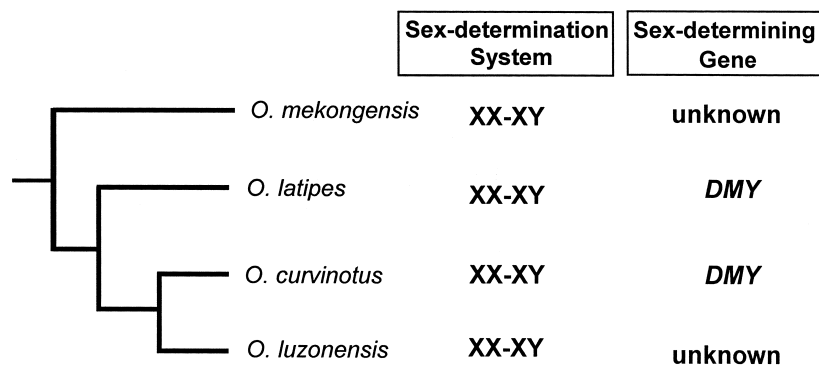 Sex-determination Sex-determining
System Gene
O. mekongensis XX-XY unknown
O. latipes XX-XY DMY
O. curvinotus XX-XY DMY
O. luzonensis XX-XY unknown